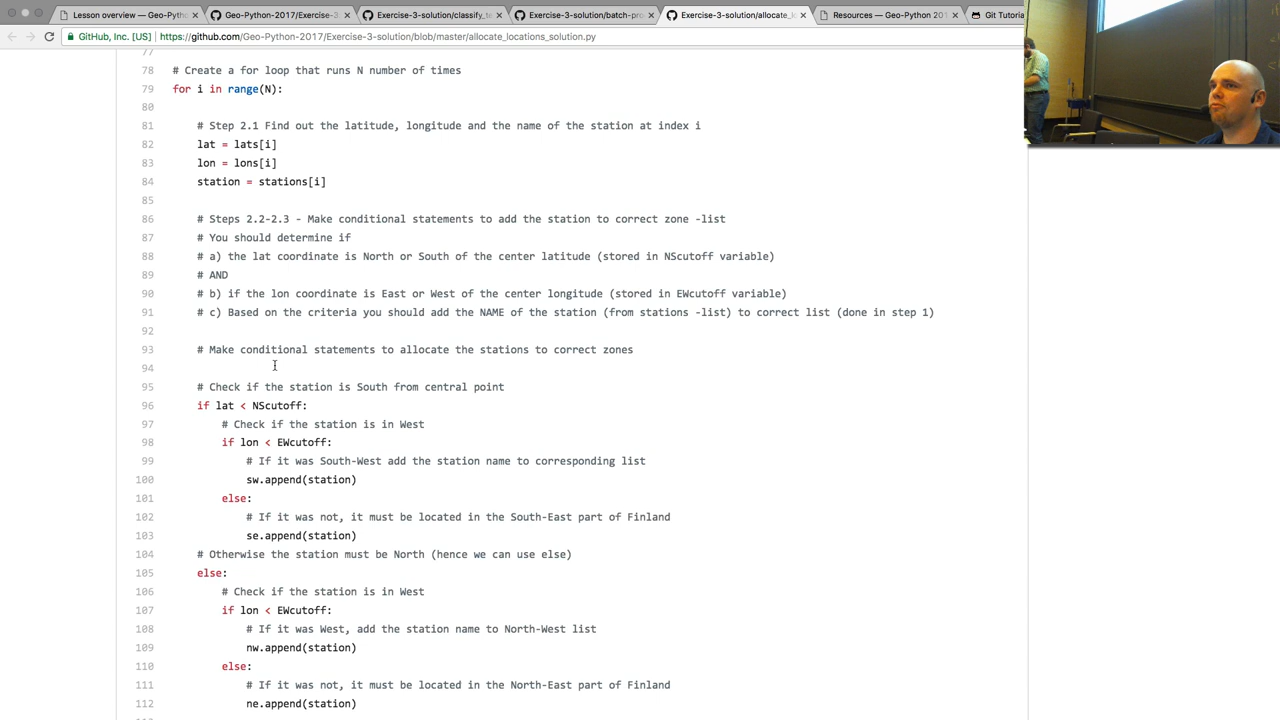 Lesson overview — Geo-Pytho
Geo-Python-2017/Exercise-3
Exercise-3-solution/classify_te
Exercise-3-solution/batch-pro
Exercise-3-solution/allocate_lo
Resources — Geo-Python 201
Git Tutoria
GitHub, Inc. [US] | https://github.com/Geo-Python-2017/Exercise-3-solution/blob/master/allocate_locations_solution.py
77
78 # Create a for loop that runs N number of times
79 for i in range(N):
80
81 # Step 2.1 Find out the latitude, longitude and the name of the station at index i
82 lat = lats[i]
83 lon = lons[i]
84 station = stations[i]
85
86 # Steps 2.2-2.3 - Make conditional statements to add the station to correct zone -list
87 # You should determine if
88 # a) the lat coordinate is North or South of the center latitude (stored in NScutoff variable)
89 # AND
90 # b) if the lon coordinate is East or West of the center longitude (stored in EWcutoff variable)
91 # c) Based on the criteria you should add the NAME of the station (from stations -list) to correct list (done in step 1)
92
93 # Make conditional statements to allocate the stations to correct zones
94
95 # Check if the station is South from central point
96 if lat < NScutoff:
97 # Check if the station is in West
98 if lon < EWcutoff:
99 # If it was South-West add the station name to corresponding list
100 sw.append(station)
101 else:
102 # If it was not, it must be located in the South-East part of Finland
103 se.append(station)
104 # Otherwise the station must be North (hence we can use else)
105 else:
106 # Check if the station is in West
107 if lon < EWcutoff:
108 # If it was West, add the station name to North-West list
109 nw.append(station)
110 else:
111 # If it was not, it must be located in the North-East part of Finland
112 ne.append(station)